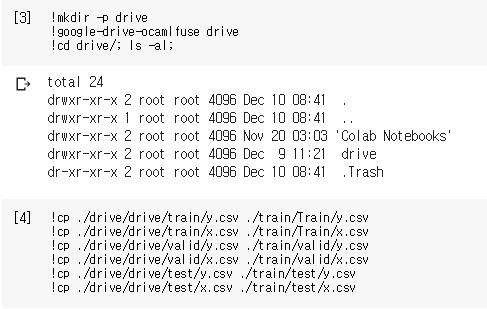 [3] !mkdir -p drive
!google-drive-ocamlfuse drive
!cd drive/; ls -al;
total 24
drwxr-xr-x 2 root root 4096 Dec 10 08:41 .
drwxr-xr-x 1 root root 4096 Dec 10 08:41 ..
drwxr-xr-x 2 root root 4096 Nov 20 03:03 'Colab Notebooks'
drwxr-xr-x 2 root root 4096 Dec 9 11:21 drive
dr-xr-xr-x 2 root root 4096 Dec 10 08:41 .Trash
[4] !cp ./drive/drive/train/y.csv ./train/Train/y.csv
!cp ./drive/drive/train/x.csv ./train/Train/x.csv
!cp ./drive/drive/valid/y.csv ./train/valid/y.csv
!cp ./drive/drive/valid/x.csv ./train/valid/x.csv
!cp ./drive/drive/test/y.csv ./train/test/y.csv
!cp ./drive/drive/test/x.csv ./train/test/x.csv